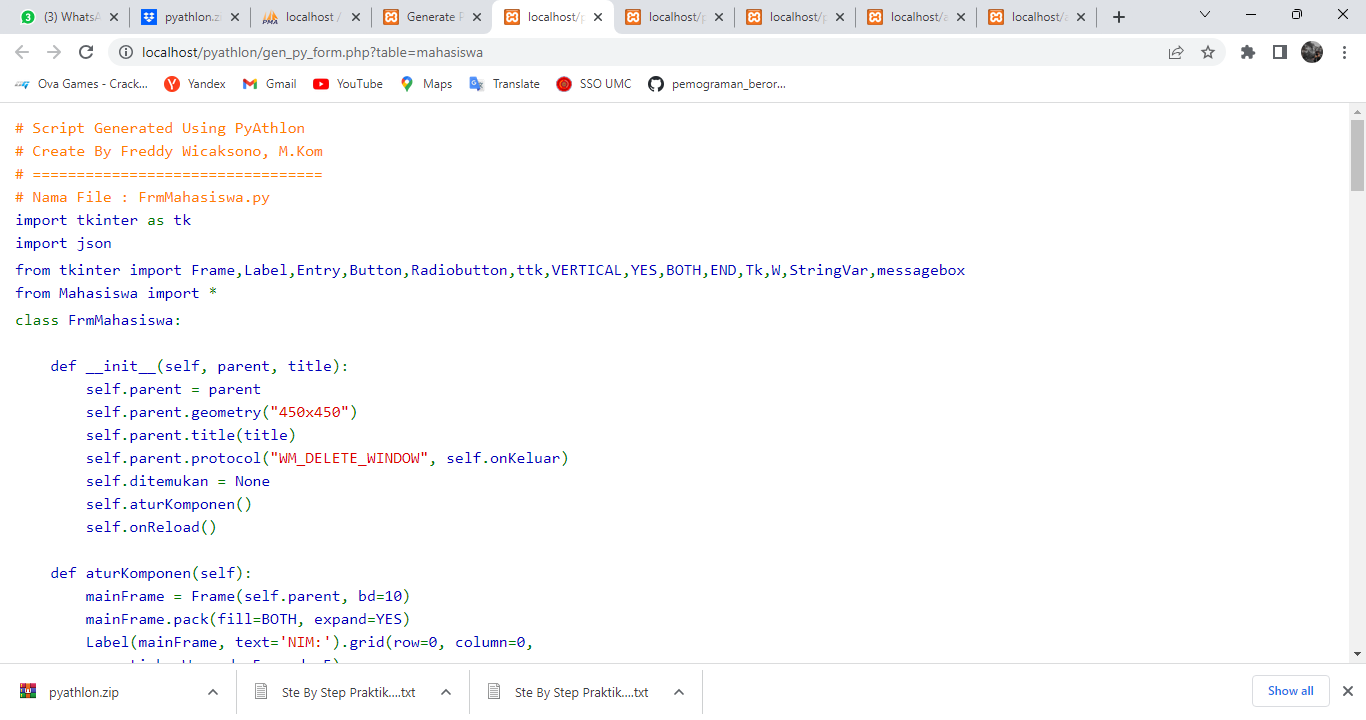 (3) WhatsA
pyathlon.z
localhost /
Generate P
localhost/p
localhost/p
localhost/p
localhost/a
localhost/a
localhost/pyathlon/gen_py_form.php?table=mahasiswa
Ova Games - Crack... Yandex Gmail YouTube Maps Translate SSO UMC pemograman_beror...
# Script Generated Using PyAthlon
# Create By Freddy Wicaksono, M.Kom
# =================================
# Nama File : FrmMahasiswa.py
import tkinter as tk
import json
from tkinter import Frame,Label,Entry,Button,Radiobutton,ttk,VERTICAL,YES,BOTH,END,Tk,W,StringVar,messagebox
from Mahasiswa import *
class FrmMahasiswa:
    def __init__(self, parent, title):
        self.parent = parent
        self.parent.geometry("450x450")
        self.parent.title(title)
        self.parent.protocol("WM_DELETE_WINDOW", self.onKeluar)
        self.ditemukan = None
        self.aturKomponen()
        self.onReload()
    def aturKomponen(self):
        mainFrame = Frame(self.parent, bd=10)
        mainFrame.pack(fill=BOTH, expand=YES)
        Label(mainFrame, text='NIM:').grid(row=0, column=0,
pyathlon.zip
Ste By Step Praktik....txt
Ste By Step Praktik....txt
Show all